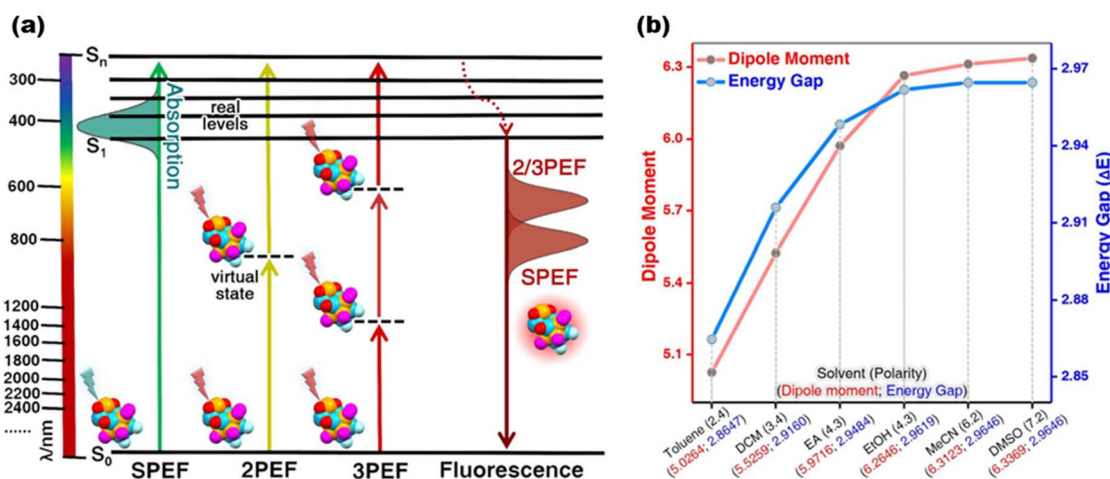 (a)
Sn
300
400
S1
600
800
1200
1400
1600
1800
2000
2200
2400
......
λ/nm
S0
Absorption
real
levels
virtual
state
2/3PEF
SPEF
SPEF
2PEF
3PEF
Fluorescence
(b)
Dipole Moment
Energy Gap
Dipole Moment
6.3
6.0
5.7
5.4
5.1
Energy Gap (ΔE)
2.97
2.94
2.91
2.88
2.85
Solvent (Polarity)
(Dipole moment; Energy Gap)
Toluene (2.4)
(5.0264; 2.8647)
DCM (3.4)
(5.5259; 2.9160)
EA (4.3)
(5.9716; 2.9484)
EtOH (4.3)
(6.2646; 2.9619)
MeCN (6.2)
(6.3123; 2.9646)
DMSO (7.2)
(6.3369; 2.9646)